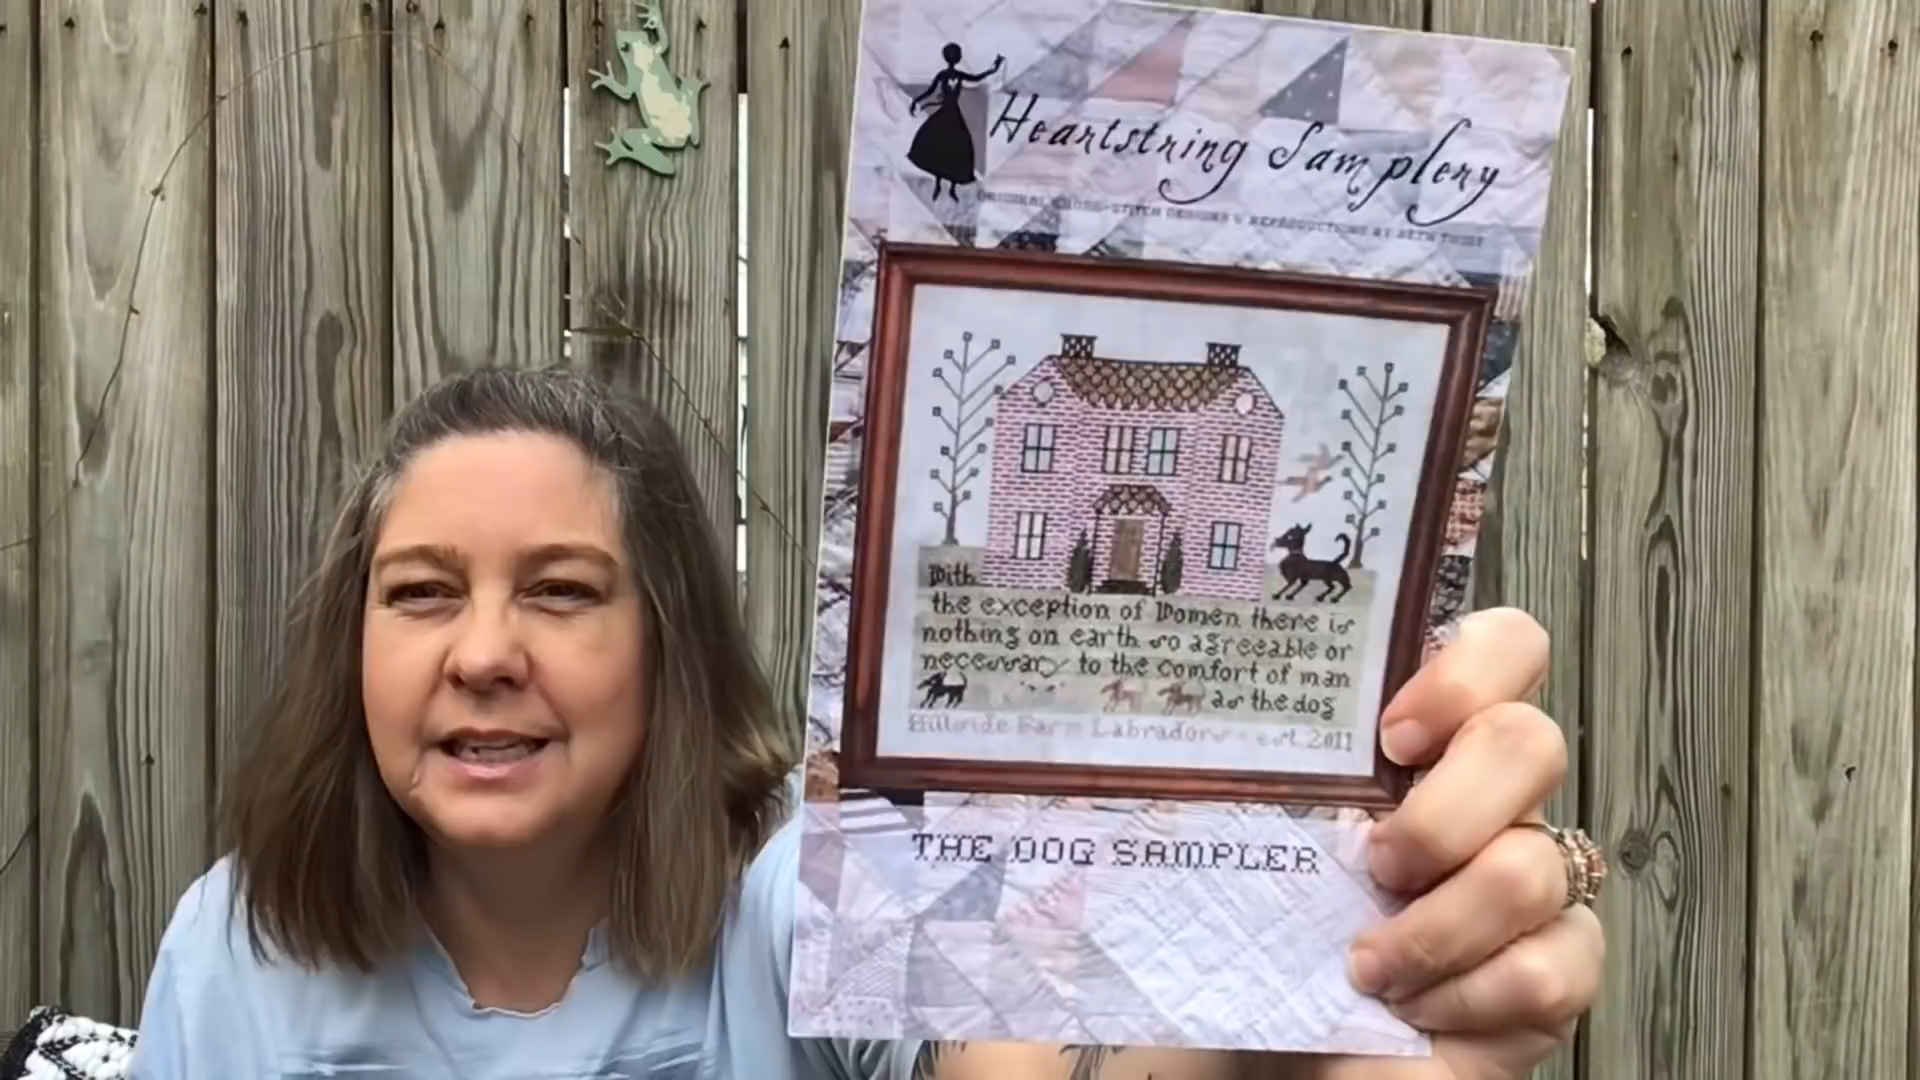 Heartstring Samplery
ORIGINAL CROSS-STITCH DESIGNS & REPRODUCTIONS BY BETH TWIST
With
the exception of Women there is
nothing on earth so agreeable or
necessary to the comfort of man
as the dog
Hillside Farm Labradors est. 2011
THE DOG SAMPLER